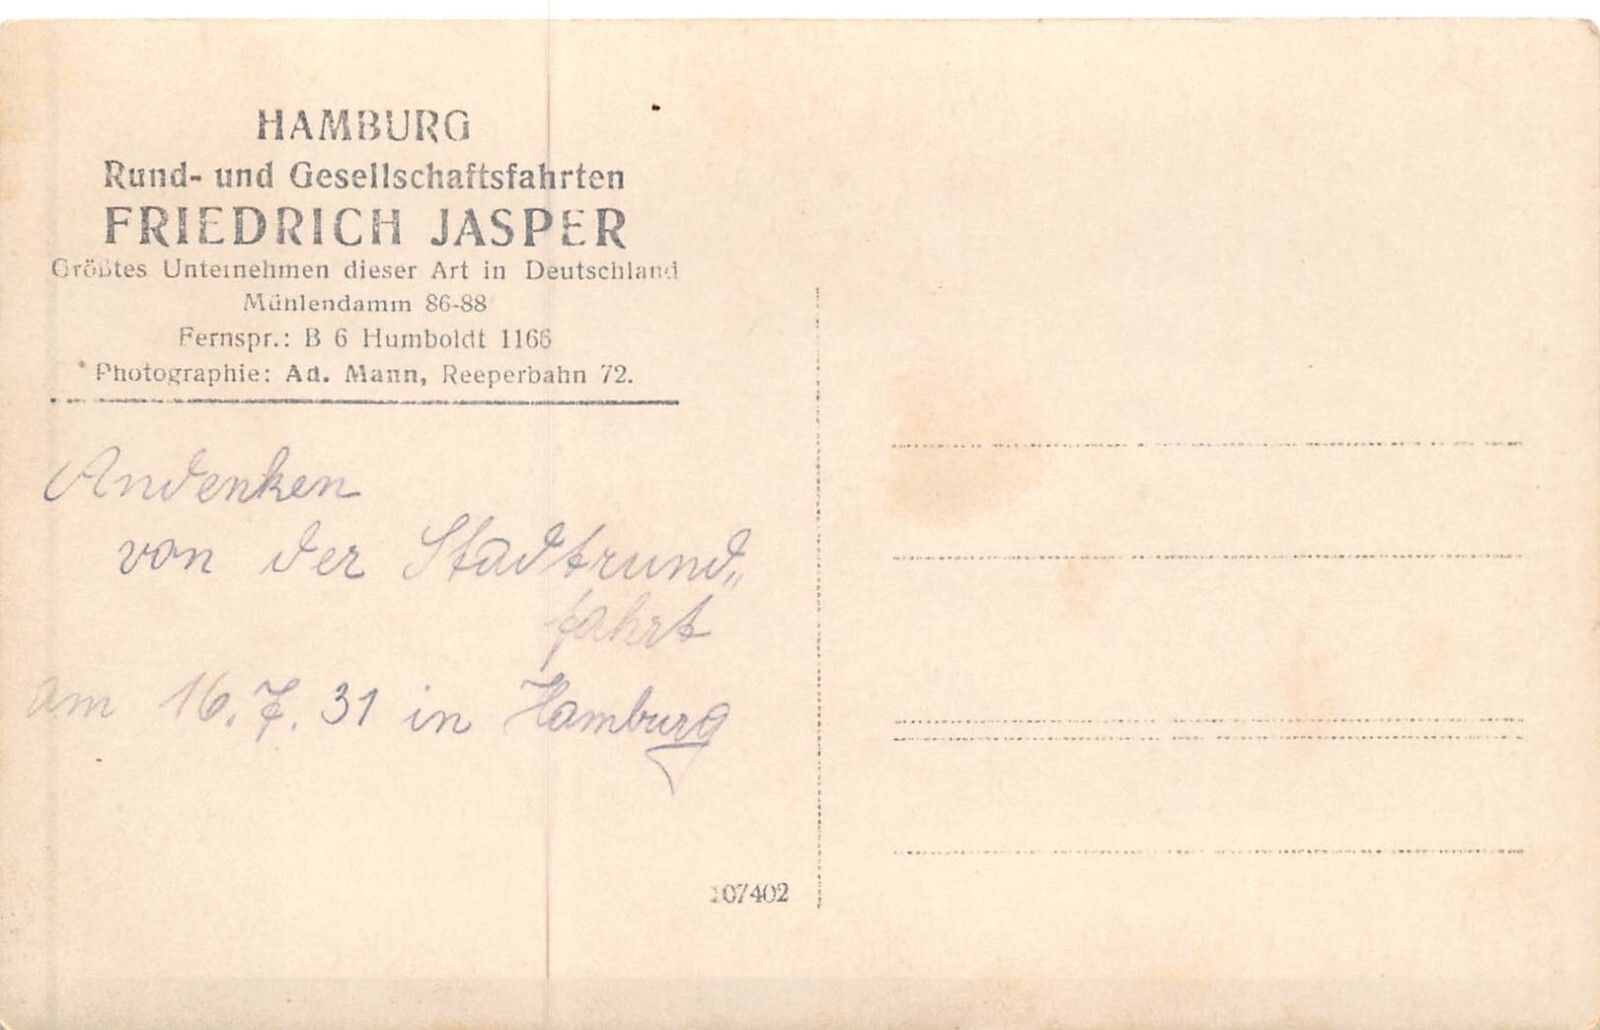 HAMBURG
Rund- und Gesellschaftsfahrten
FRIEDRICH JASPER
Größtes Unternehmen dieser Art in Deutschland
Mühlendamm 86-88
Fernspr.: B 6 Humboldt 1166
Photographie: Ad. Mann, Reeperbahn 72.
Andenken
von der Stadtrund„
fahrt
am 16.7.31 in Hamburg
07402